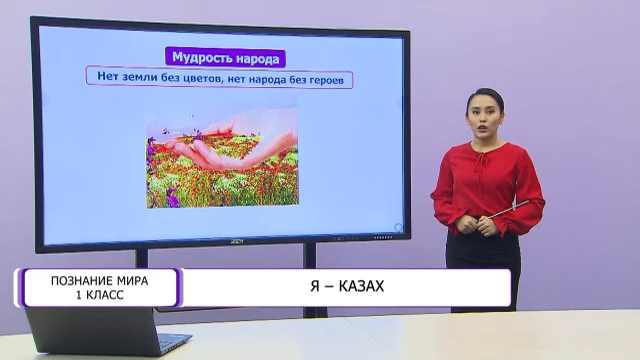 Мудрость народа
Нет земли без цветов, нет народа без героев
ПОЗНАНИЕ МИРА
1 КЛАСС
Я – КАЗАХ